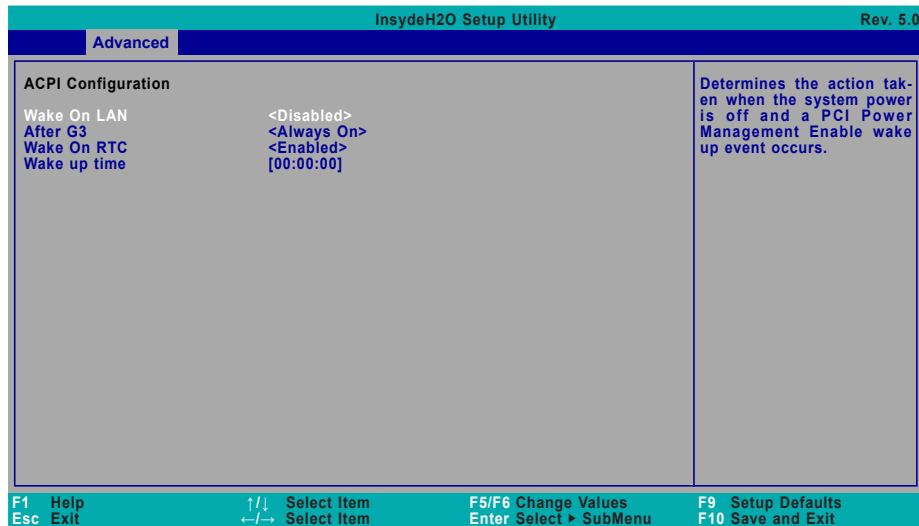 InsydeH2O Setup Utility Rev. 5.0
Advanced
ACPI Configuration
Wake On LAN <Disabled>
After G3 <Always On>
Wake On RTC <Enabled>
Wake up time [00:00:00]
Determines the action tak-
en when the system power
is off and a PCI Power
Management Enable wake
up event occurs.
F1 Help ↑/↓ Select Item F5/F6 Change Values F9 Setup Defaults
Esc Exit ←/→ Select Item Enter Select ▶ SubMenu F10 Save and Exit